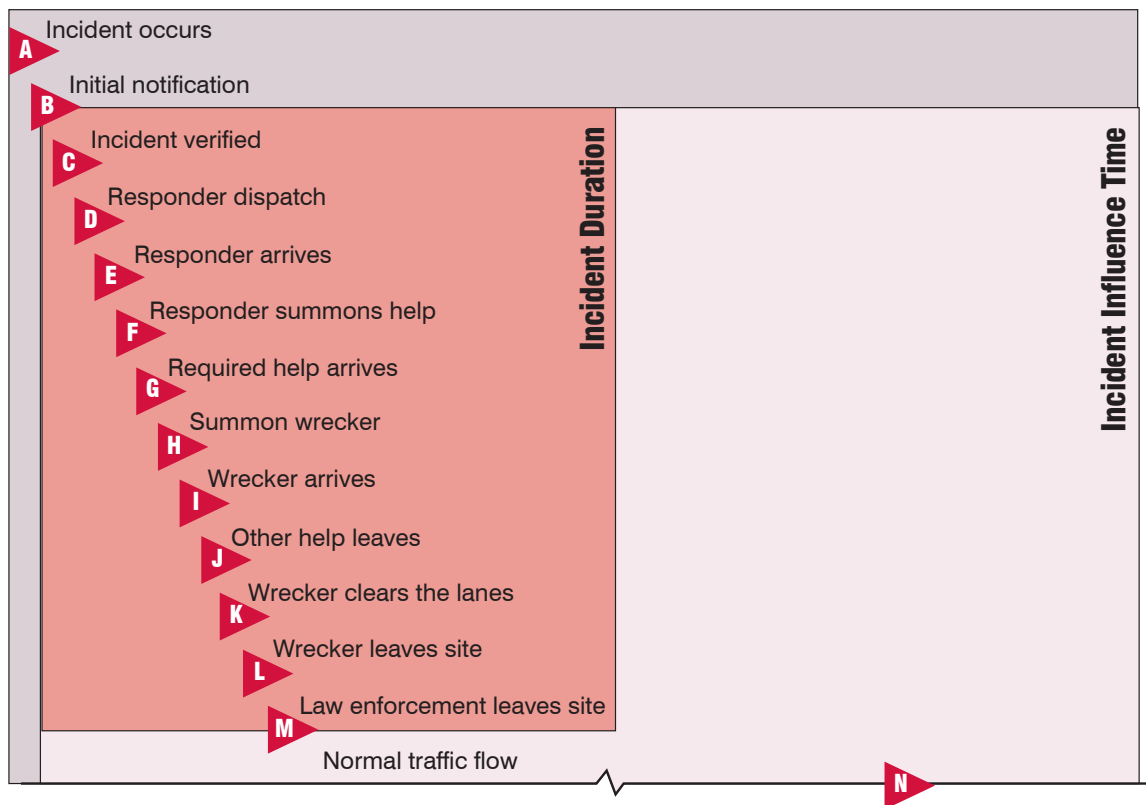 A Incident occurs
B Initial notification
C Incident verified
D Responder dispatch
E Responder arrives
F Responder summons help
G Required help arrives
H Summon wrecker
I Wrecker arrives
J Other help leaves
K Wrecker clears the lanes
L Wrecker leaves site
M Law enforcement leaves site
Normal traffic flow
N
Incident Duration
Incident Influence Time